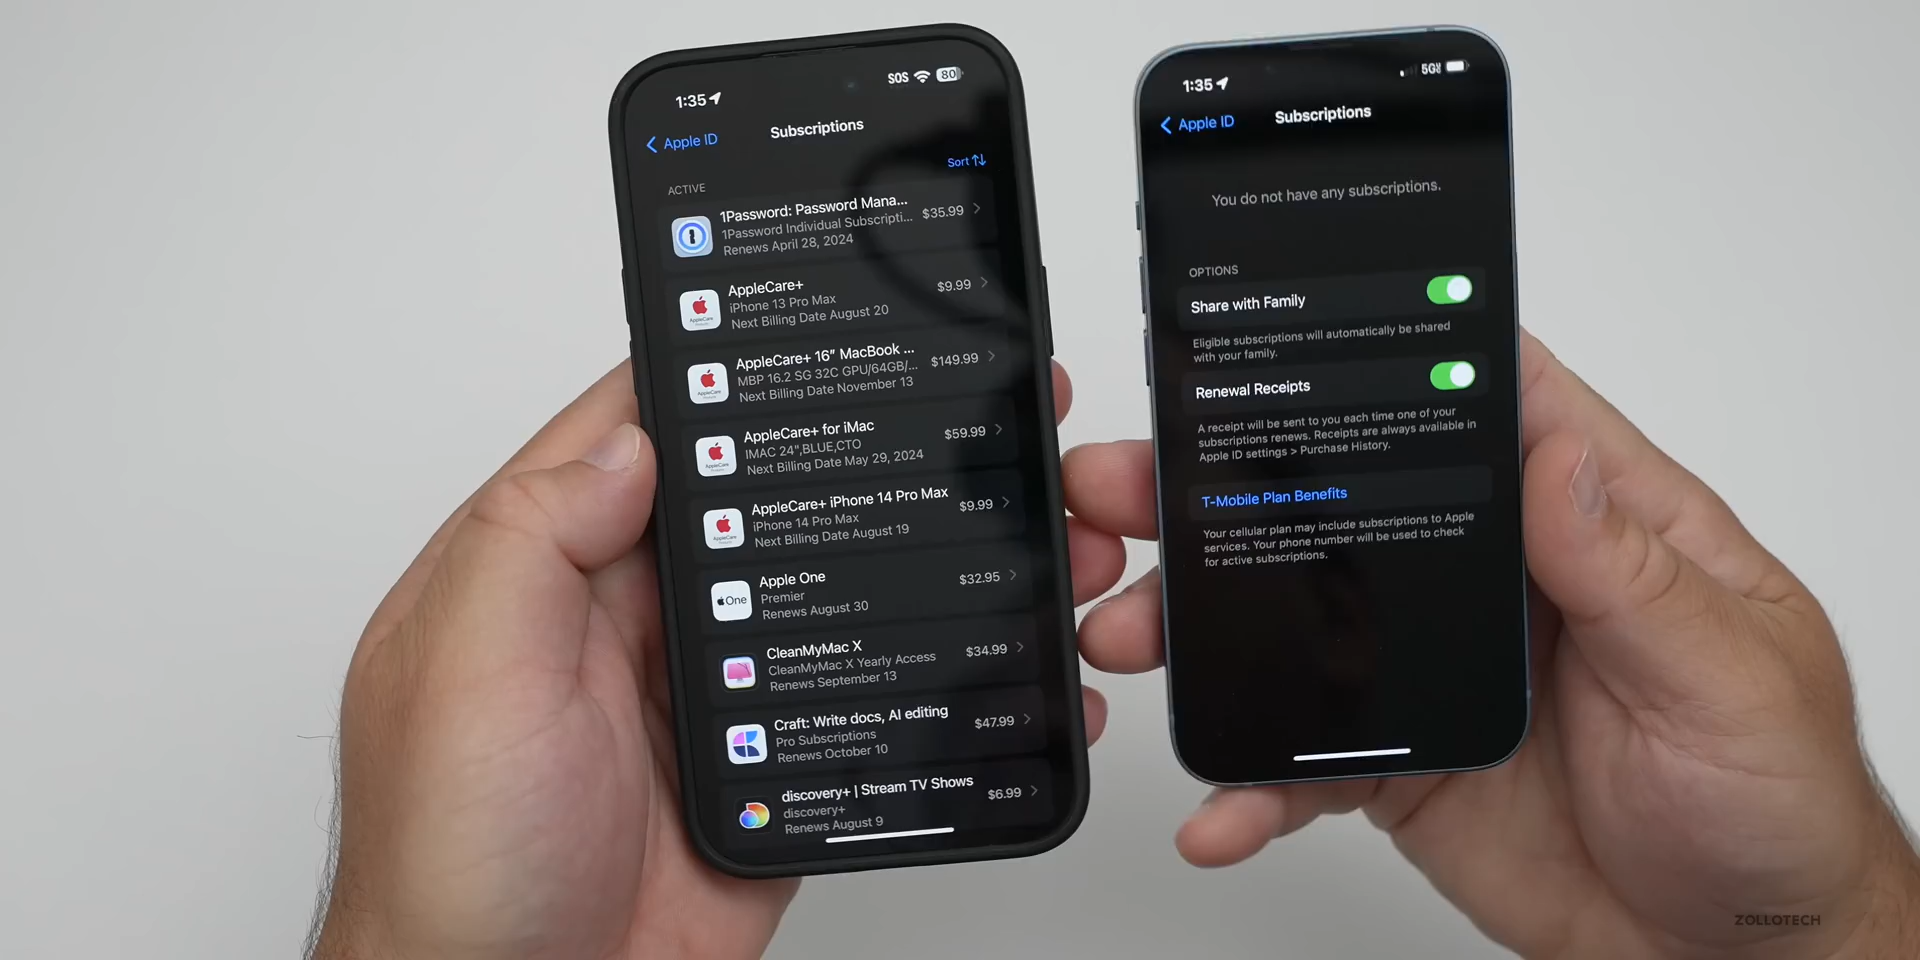 1:35
SOS 80
Apple ID
Subscriptions
Sort
ACTIVE
1Password: Password Mana...
1Password Individual Subscripti...
Renews April 28, 2024
$35.99
AppleCare+
iPhone 13 Pro Max
Next Billing Date August 20
$9.99
AppleCare+ 16” MacBook ...
MBP 16.2 SG 32C GPU/64GB/...
Next Billing Date November 13
$149.99
AppleCare+ for iMac
IMAC 24",BLUE,CTO
Next Billing Date May 29, 2024
$59.99
AppleCare+ iPhone 14 Pro Max
iPhone 14 Pro Max
Next Billing Date August 19
$9.99
One
Apple One
Premier
Renews August 30
$32.95
CleanMyMac X
CleanMyMac X Yearly Access
Renews September 13
$34.99
Craft: Write docs, AI editing
Pro Subscriptions
Renews October 10
$47.99
discovery+ | Stream TV Shows
discovery+
Renews August 9
$6.99
1:35
Apple ID
Subscriptions
You do not have any subscriptions.
OPTIONS
Share with Family
Eligible subscriptions will automatically be shared
with your family.
Renewal Receipts
A receipt will be sent to you each time one of your
subscriptions renews. Receipts are always available in
Apple ID settings > Purchase History.
T-Mobile Plan Benefits
Your cellular plan may include subscriptions to Apple
services. Your phone number will be used to check
for active subscriptions.
ZOLLOTECH